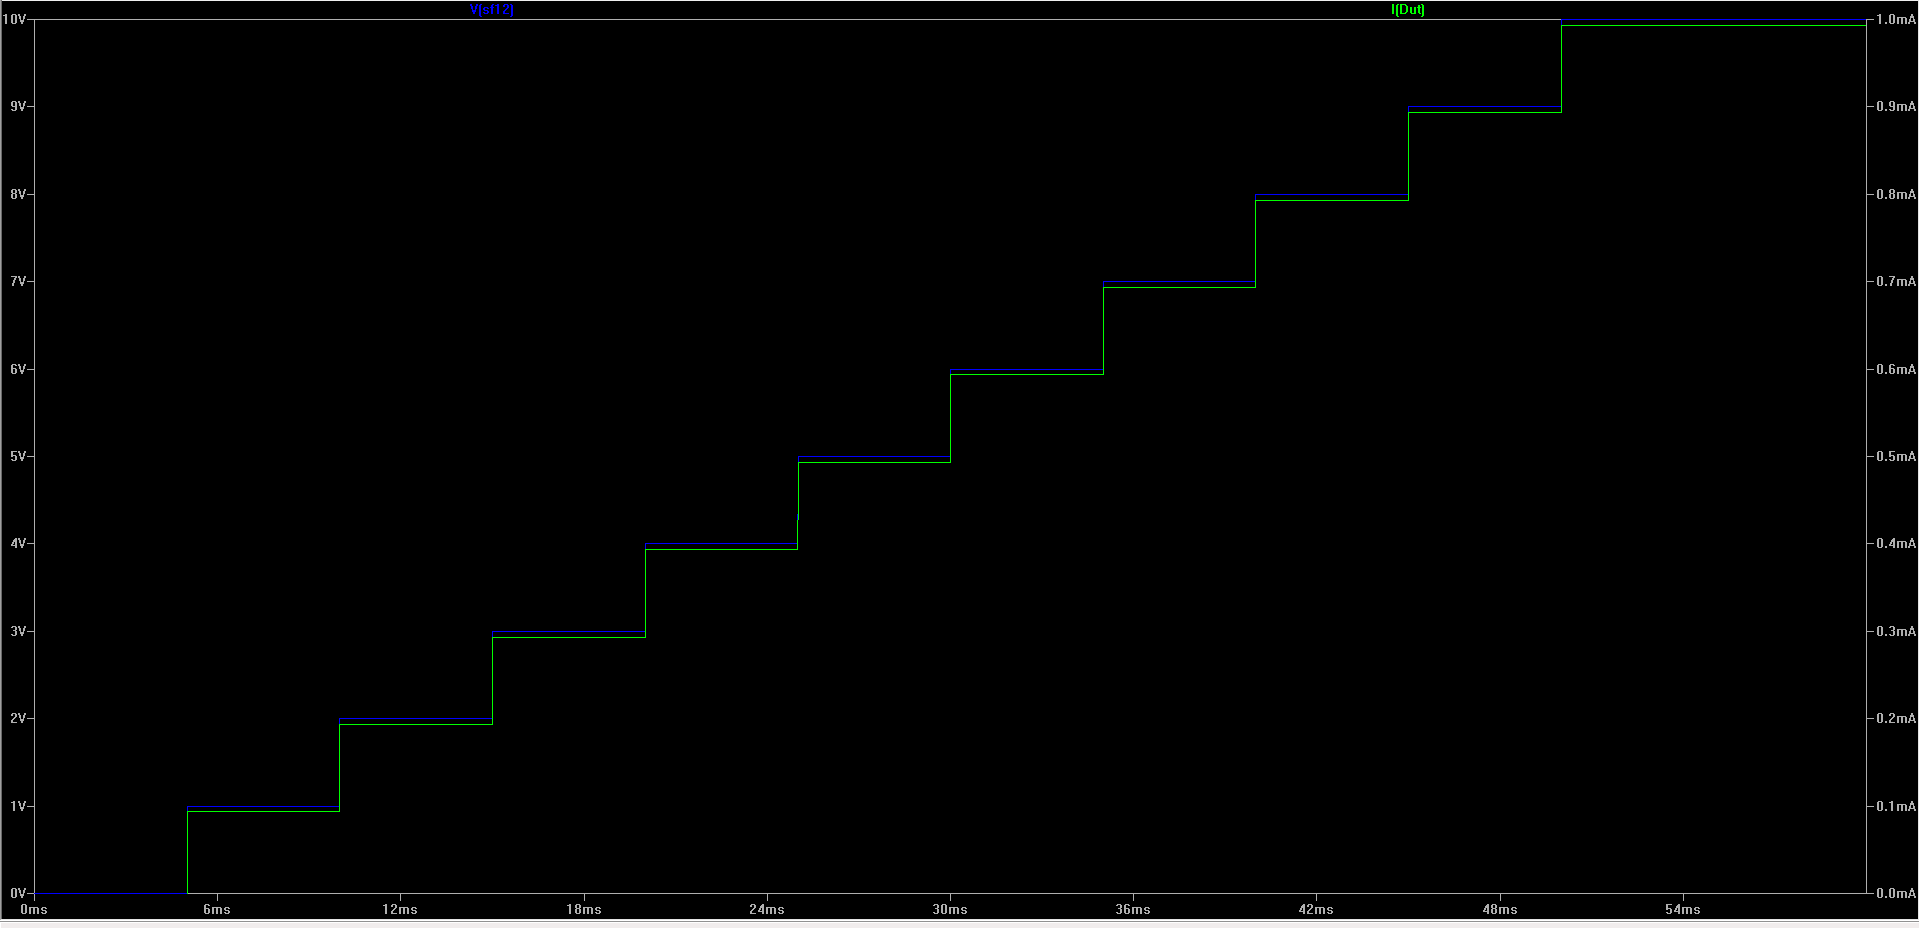 V(sf12) I(Dut)
10V 1.0mA
9V 0.9mA
8V 0.8mA
7V 0.7mA
6V 0.6mA
5V 0.5mA
4V 0.4mA
3V 0.3mA
2V 0.2mA
1V 0.1mA
0V 0.0mA
0ms 6ms 12ms 18ms 24ms 30ms 36ms 42ms 48ms 54ms